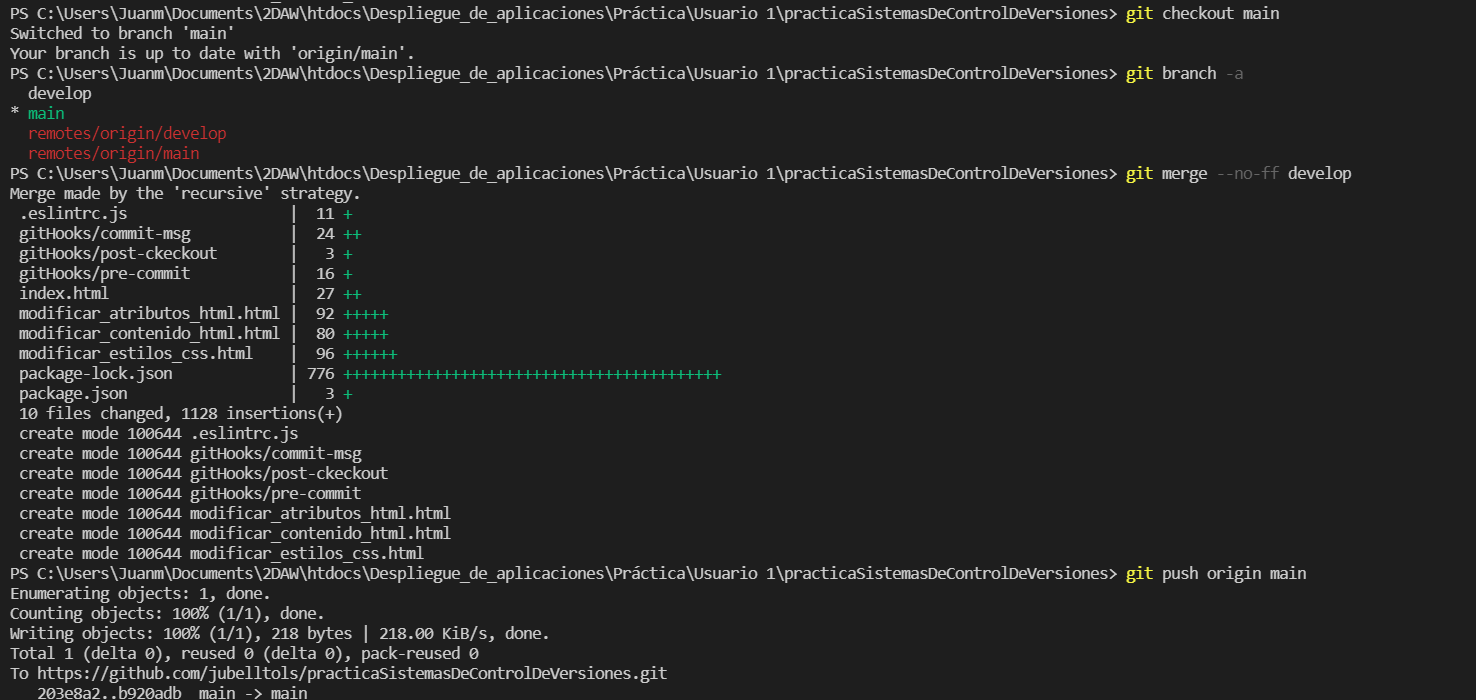 PS C:\Users\Juanm\Documents\2DAW\htdocs\Despliegue_de_aplicaciones\Práctica\Usuario 1\practicaSistemasDeControlDeVersiones> git checkout main
Switched to branch 'main'
Your branch is up to date with 'origin/main'.
PS C:\Users\Juanm\Documents\2DAW\htdocs\Despliegue_de_aplicaciones\Práctica\Usuario 1\practicaSistemasDeControlDeVersiones> git branch -a
  develop
* main
  remotes/origin/develop
  remotes/origin/main
PS C:\Users\Juanm\Documents\2DAW\htdocs\Despliegue_de_aplicaciones\Práctica\Usuario 1\practicaSistemasDeControlDeVersiones> git merge --no-ff develop
Merge made by the 'recursive' strategy.
 .eslintrc.js                  |  11 +
 gitHooks/commit-msg           |  24 ++
 gitHooks/post-ckeckout        |   3 +
 gitHooks/pre-commit           |  16 +
 index.html                    |  27 ++
 modificar_atributos_html.html |  92 +++++
 modificar_contenido_html.html |  80 +++++
 modificar_estilos_css.html    |  96 ++++++
 package-lock.json             | 776 ++++++++++++++++++++++++++++++++++++++++++
 package.json                  |   3 +
 10 files changed, 1128 insertions(+)
 create mode 100644 .eslintrc.js
 create mode 100644 gitHooks/commit-msg
 create mode 100644 gitHooks/post-ckeckout
 create mode 100644 gitHooks/pre-commit
 create mode 100644 modificar_atributos_html.html
 create mode 100644 modificar_contenido_html.html
 create mode 100644 modificar_estilos_css.html
PS C:\Users\Juanm\Documents\2DAW\htdocs\Despliegue_de_aplicaciones\Práctica\Usuario 1\practicaSistemasDeControlDeVersiones> git push origin main
Enumerating objects: 1, done.
Counting objects: 100% (1/1), done.
Writing objects: 100% (1/1), 218 bytes | 218.00 KiB/s, done.
Total 1 (delta 0), reused 0 (delta 0), pack-reused 0
To https://github.com/jubelltols/practicaSistemasDeControlDeVersiones.git
   203e8a2..b920adb  main -> main